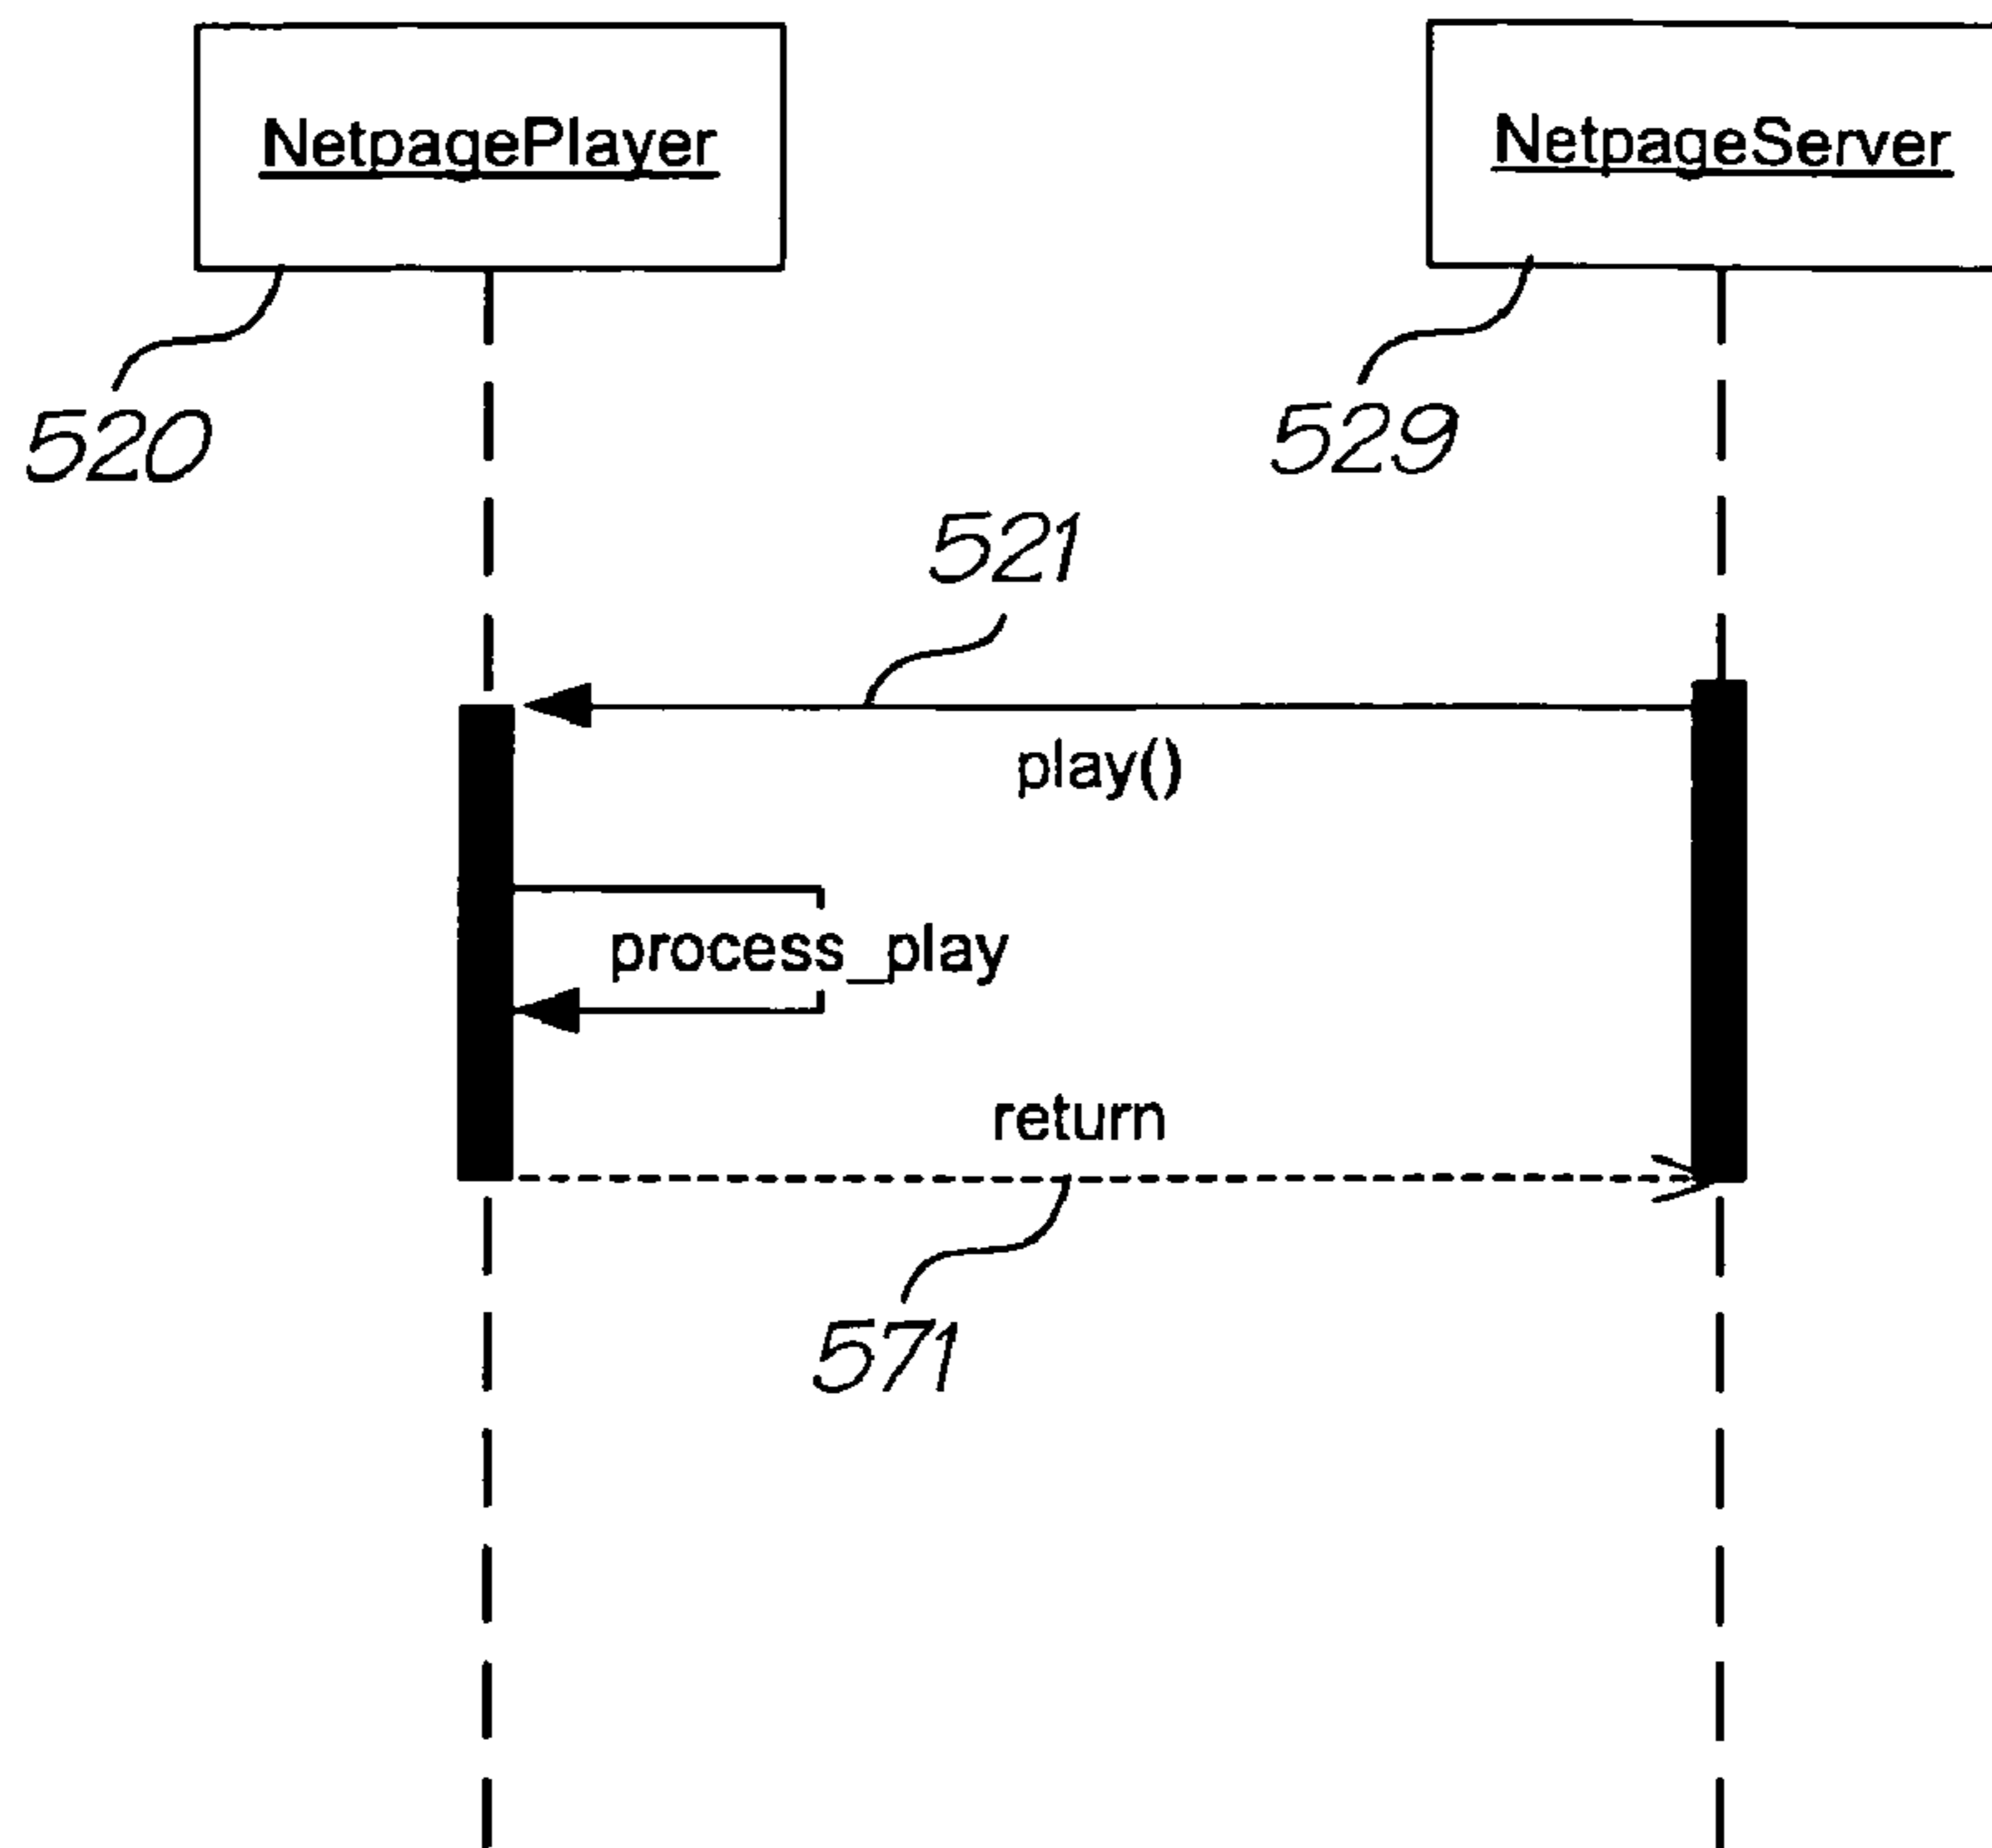 NetpagePlayer
NetpageServer
520
529
521
play()
process_play
return
571